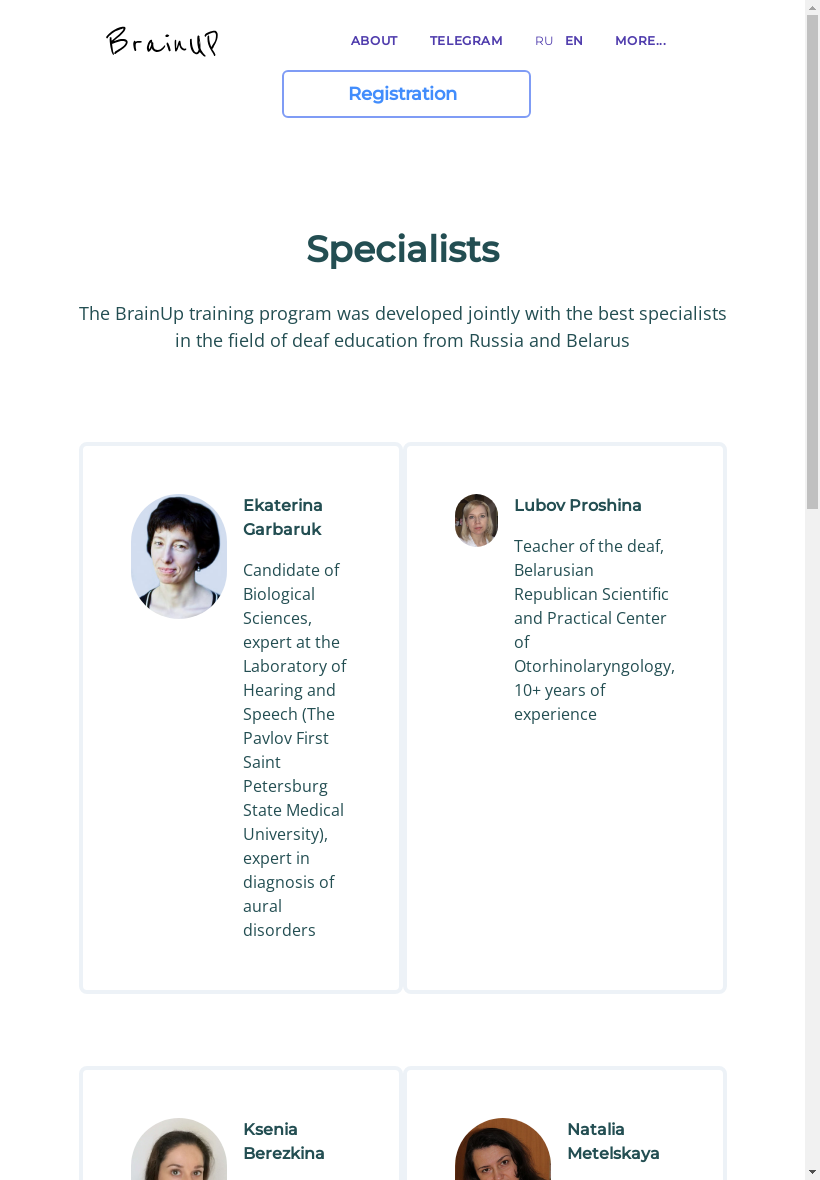 BrainUP
ABOUT
TELEGRAM
RU
EN
MORE...
Registration
Specialists
The BrainUp training program was developed jointly with the best specialists
in the field of deaf education from Russia and Belarus
Ekaterina
Garbaruk
Candidate of
Biological
Sciences,
expert at the
Laboratory of
Hearing and
Speech (The
Pavlov First
Saint
Petersburg
State Medical
University),
expert in
diagnosis of
aural
disorders
Lubov Proshina
Teacher of the deaf,
Belarusian
Republican Scientific
and Practical Center
of
Otorhinolaryngology,
10+ years of
experience
Ksenia
Berezkina
Natalia
Metelskaya